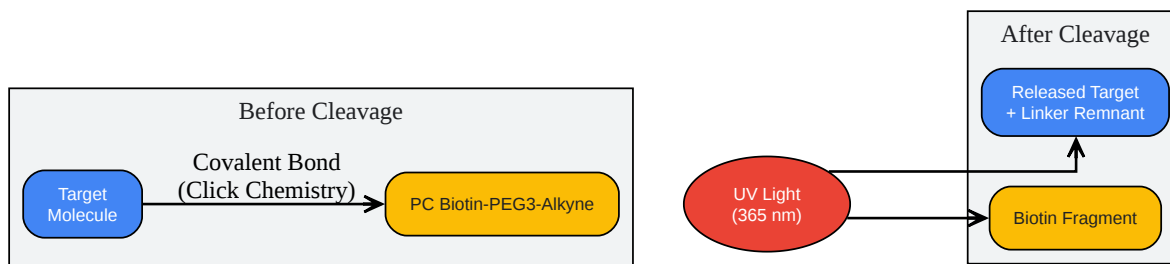 Before Cleavage
Target
Molecule
Covalent Bond
(Click Chemistry)
PC Biotin-PEG3-Alkyne
UV Light
(365 nm)
After Cleavage
Released Target
+ Linker Remnant
Biotin Fragment